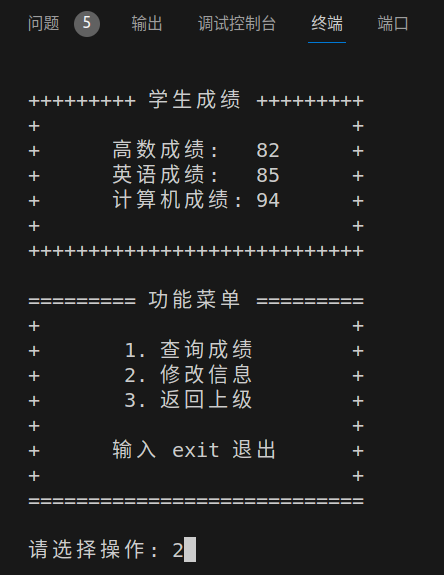 问题 5 输出 调试控制台 终端 端口
+++++++++ 学生成绩 +++++++++
+                          +
+      高数成绩:   82      +
+      英语成绩:   85      +
+      计算机成绩: 94      +
+                          +
++++++++++++++++++++++++++++
========= 功能菜单 =========
+                          +
+       1. 查询成绩        +
+       2. 修改信息        +
+       3. 返回上级        +
+                          +
+      输入 exit 退出      +
+                          +
============================
请选择操作: 2